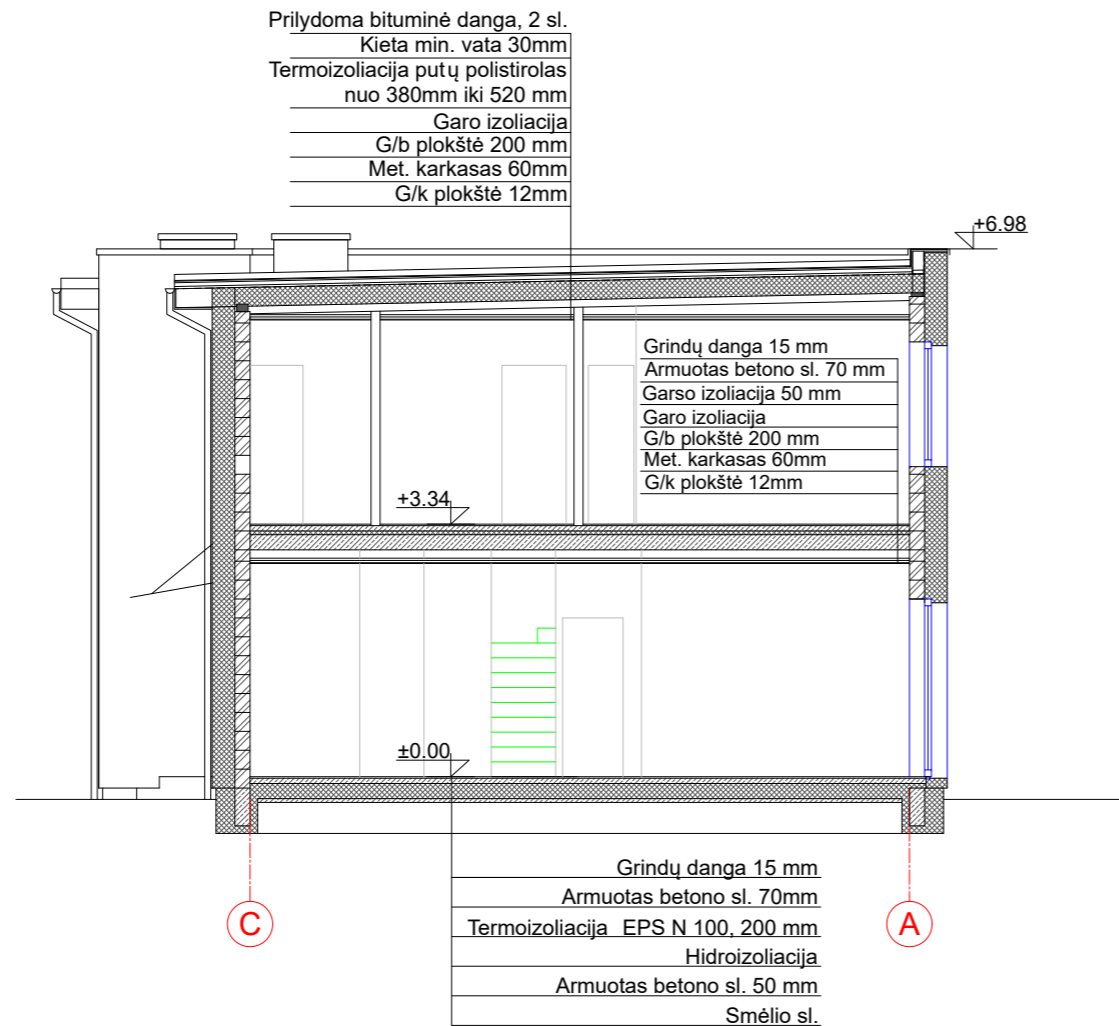 Prilydoma bituminė danga, 2 sl.
Kieta min. vata 30mm
Termoizoliacija putų polistirolas
nuo 380mm iki 520 mm
Garo izoliacija
G/b plokštė 200 mm
Met. karkasas 60mm
G/k plokštė 12mm
+6.98
Grindų danga 15 mm
Armuotas betono sl. 70 mm
Garso izoliacija 50 mm
Garo izoliacija
G/b plokštė 200 mm
Met. karkasas 60mm
G/k plokštė 12mm
+3.34
±0.00
Grindų danga 15 mm
Armuotas betono sl. 70mm
Termoizoliacija EPS N 100, 200 mm
Hidroizoliacija
Armuotas betono sl. 50 mm
Smėlio sl.
C
A